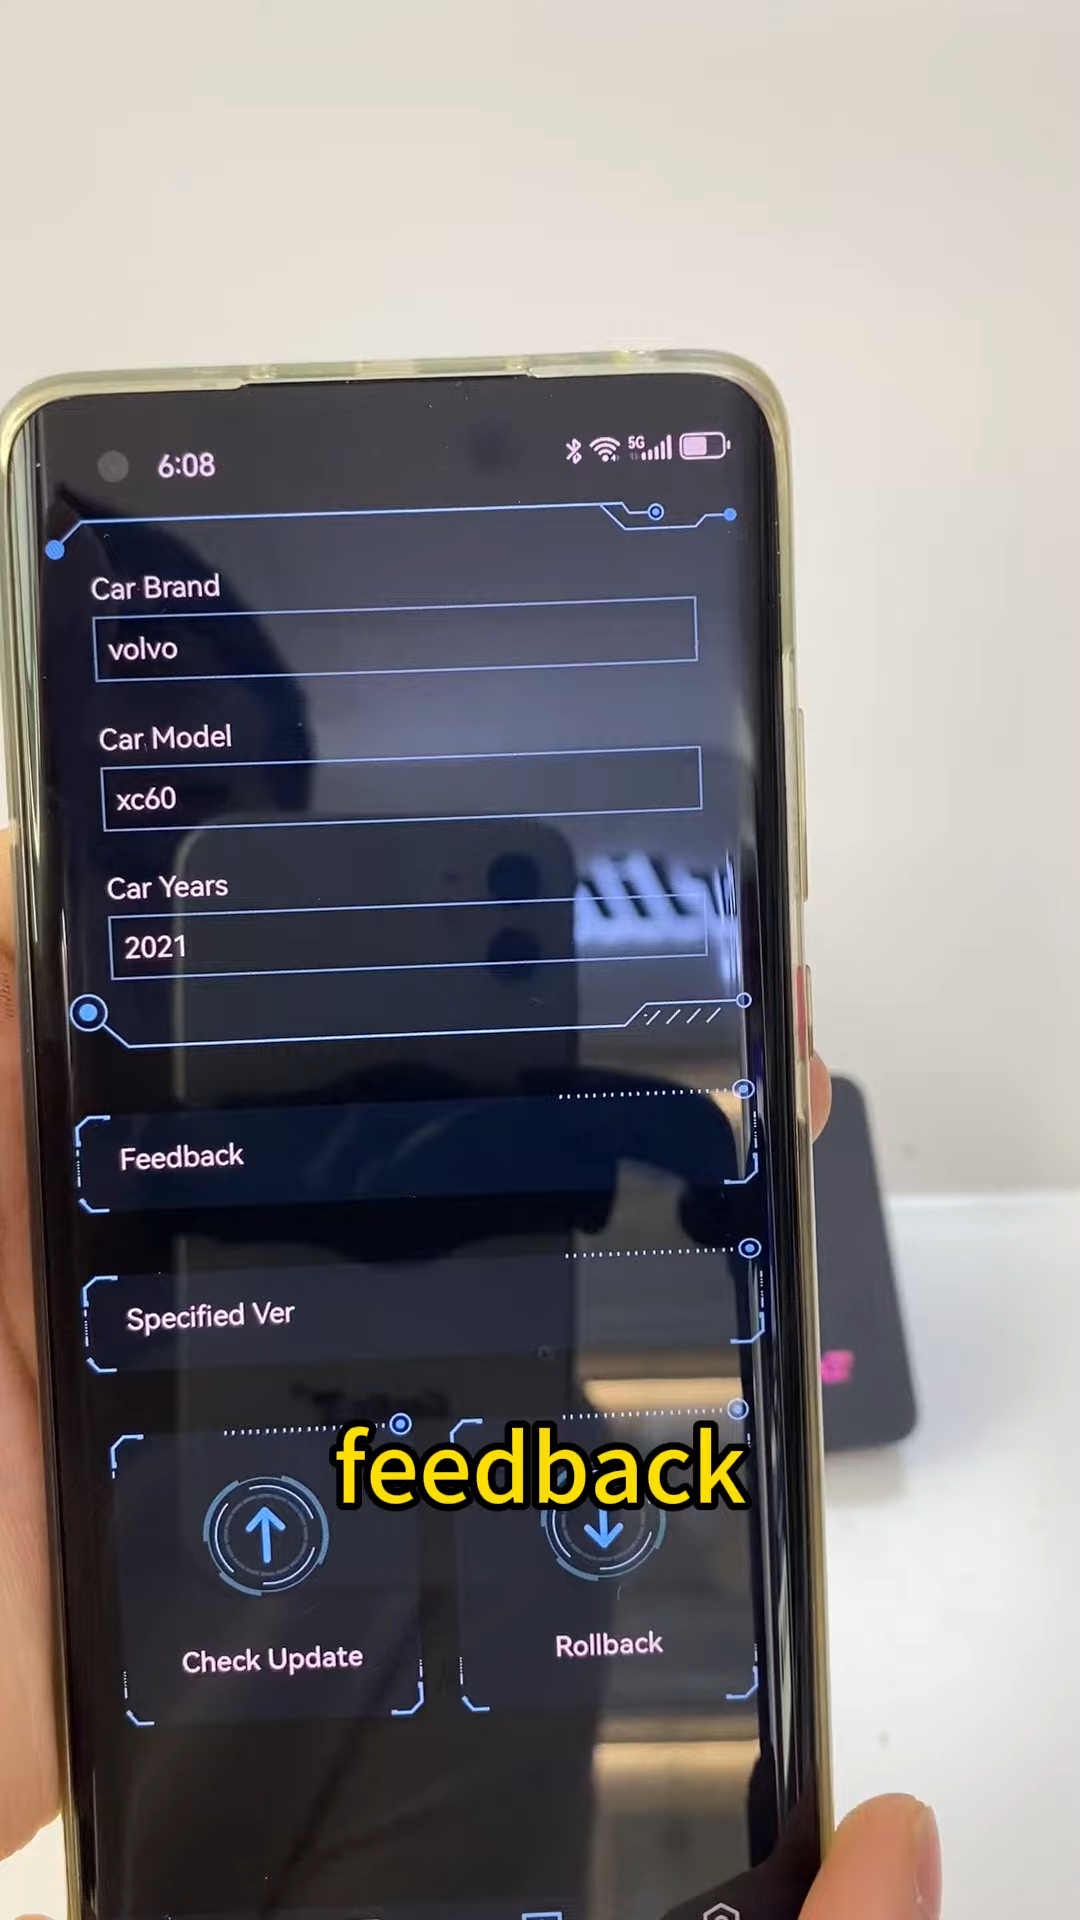 6:08
5G
Car Brand
volvo
Car Model
xc60
Car Years
2021
Feedback
Specified Ver
feedback
Check Update
Rollback